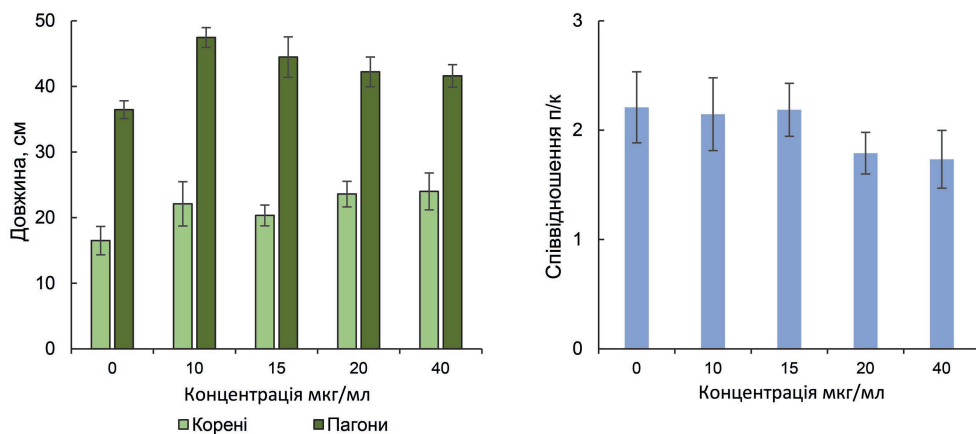 Довжина, см
50
40
30
20
10
0
0 10 15 20 40
Концентрація мкг/мл
Корені Пагони
Співвідношення п/к
3
2
1
0
0 10 15 20 40
Концентрація мкг/мл